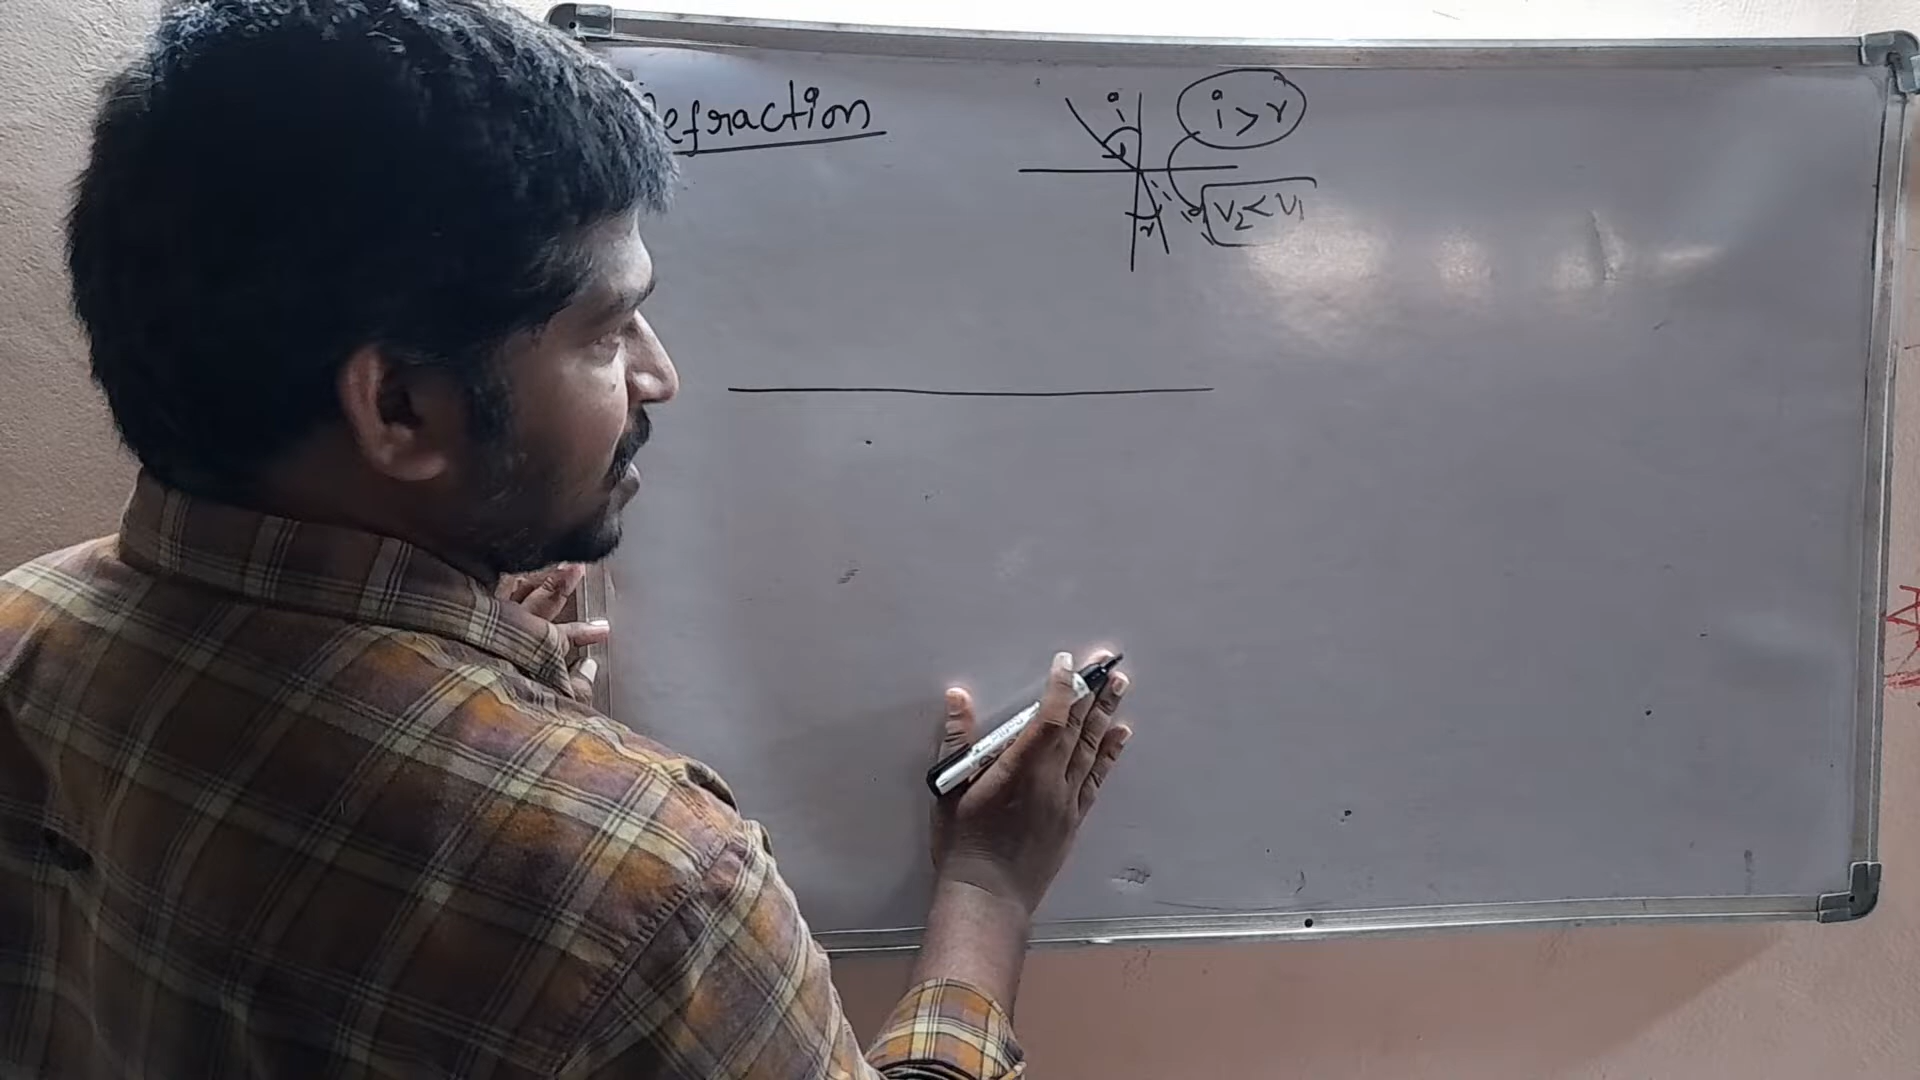 efraction
i
i > r
r
V₂ < V₁